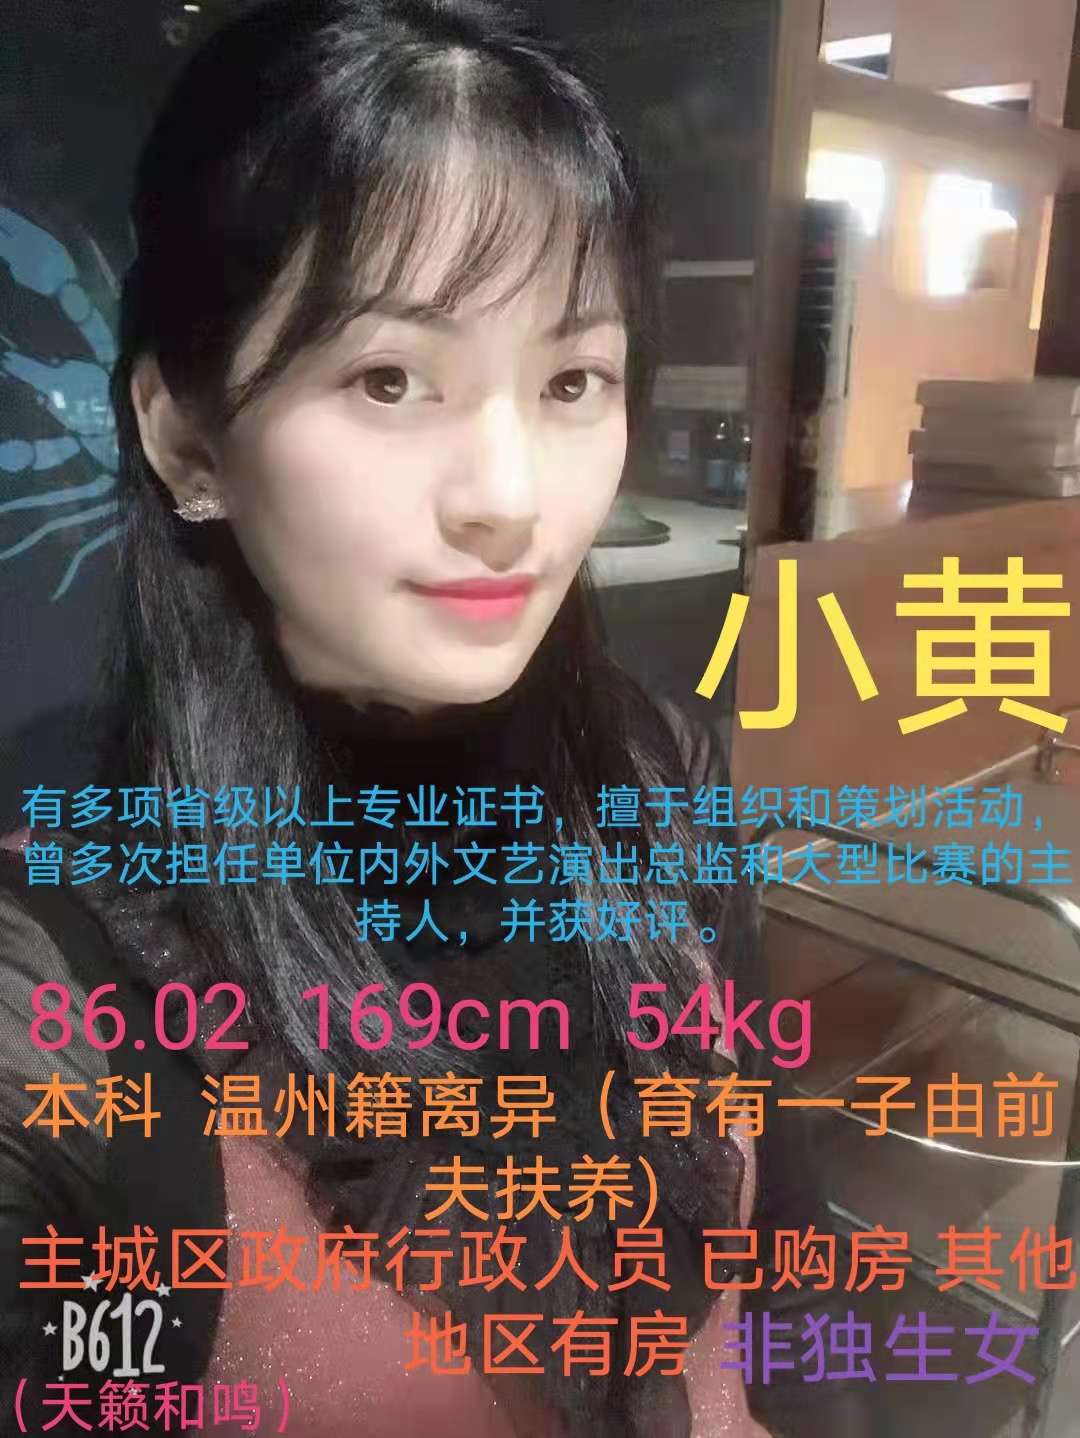 小黄
有多项省级以上专业证书，擅于组织和策划活动，
曾多次担任单位内外文艺演出总监和大型比赛的主
持人，并获好评。
86.02 169cm 54kg
本科 温州籍离异（育有一子由前
夫扶养)
主城区政府行政人员 已购房 其他
地区有房 非独生女
B612
（天籁和鸣）